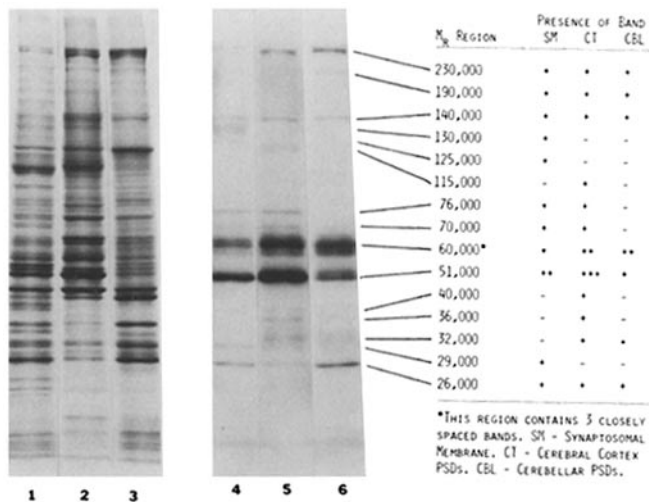 PRESENCE OF BAND
MR REGION SM CT CBL
230,000 + + +
190,000 + + +
140,000 + + +
130,000 + - -
125,000 + - -
115,000 - + -
76,000 + + -
70,000 + + -
60,000* + ++ ++
51,000 ++ +++ +
40,000 - + -
36,000 - + -
32,000 - + +
29,000 + - -
26,000 + + +
*THIS REGION CONTAINS 3 CLOSELY
SPACED BANDS. SM - SYNAPTOSOMAL
MEMBRANE. CT - CEREBRAL CORTEX
PSDS. CBL - CEREBELLAR PSDS.
1 2 3 4 5 6